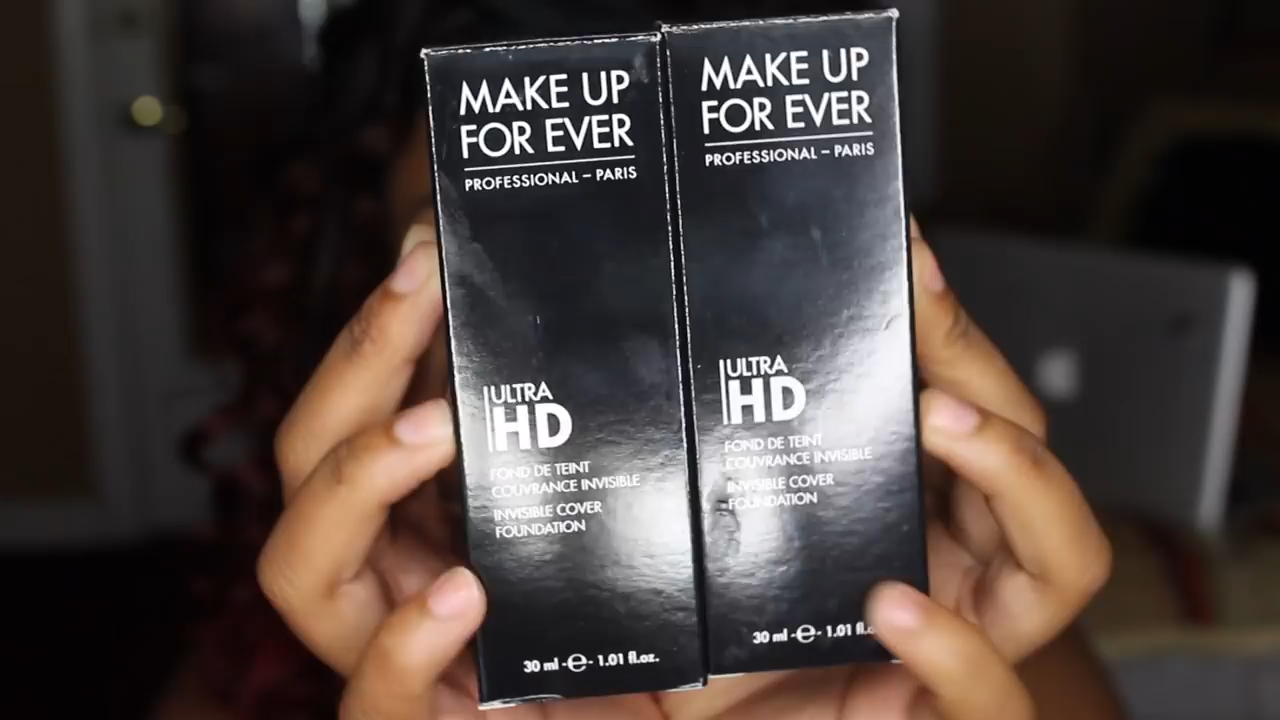 MAKE UP
FOR EVER
PROFESSIONAL – PARIS
ULTRA
HD
FOND DE TEINT
COUVRANCE INVISIBLE
INVISIBLE COVER
FOUNDATION
30 ml -e- 1.01 fl.oz.
MAKE UP
FOR EVER
PROFESSIONAL – PARIS
ULTRA
HD
FOND DE TEINT
COUVRANCE INVISIBLE
INVISIBLE COVER
FOUNDATION
30 ml -e- 1.01 fl.